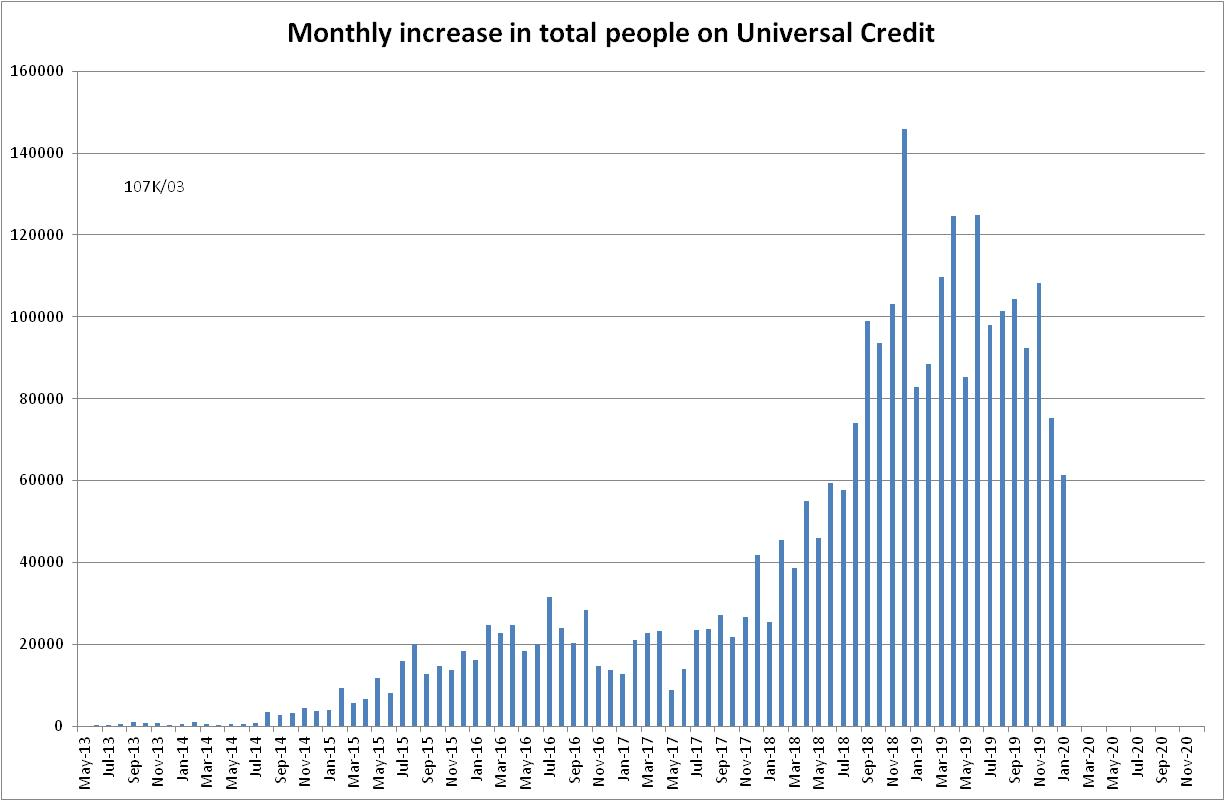 Monthly increase in total people on Universal Credit
160000
140000
107K/03
120000
100000
80000
60000
40000
20000
0
May-13
Jul-13
Sep-13
Nov-13
Jan-14
Mar-14
May-14
Jul-14
Sep-14
Nov-14
Jan-15
Mar-15
May-15
Jul-15
Sep-15
Nov-15
Jan-16
Mar-16
May-16
Jul-16
Sep-16
Nov-16
Jan-17
Mar-17
May-17
Jul-17
Sep-17
Nov-17
Jan-18
Mar-18
May-18
Jul-18
Sep-18
Nov-18
Jan-19
Mar-19
May-19
Jul-19
Sep-19
Nov-19
Jan-20
Mar-20
May-20
Jul-20
Sep-20
Nov-20